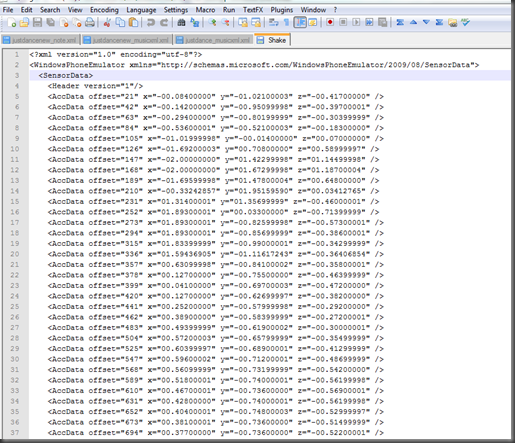 File Edit Search View Encoding Language Settings Macro Run TextFX Plugins Window ?
justdancenew_note.xml justdancenew_musicxml.xml justdance_musicxml.xml Shake
1 <?xml version="1.0" encoding="utf-8"?>
2 <WindowsPhoneEmulator xmlns="http://schemas.microsoft.com/WindowsPhoneEmulator/2009/08/SensorData">
3 <SensorData>
4 <Header version="1"/>
5 <AccData offset="21" x="-00.08400000" y="-01.02100003" z="-00.41700000" />
6 <AccData offset="42" x="-00.14200000" y="-00.95099998" z="-00.39700001" />
7 <AccData offset="63" x="-00.29400000" y="-00.80199999" z="-00.30399999" />
8 <AccData offset="84" x="-00.53600001" y="-00.52100003" z="-00.18300000" />
9 <AccData offset="105" x="-01.01999998" y="-00.01400000" z="00.07000000" />
10 <AccData offset="126" x="-01.69200003" y="00.70800000" z="00.58999997" />
11 <AccData offset="147" x="-02.00000000" y="01.42299998" z="01.14499998" />
12 <AccData offset="168" x="-02.00000000" y="01.67299998" z="01.18700004" />
13 <AccData offset="189" x="-01.69599998" y="01.47800004" z="00.64800000" />
14 <AccData offset="210" x="-00.33242857" y="01.95159590" z="00.03412765" />
15 <AccData offset="231" x="01.31400001" y="01.35699999" z="-00.46000001" />
16 <AccData offset="252" x="01.89300001" y="00.03300000" z="-00.71399999" />
17 <AccData offset="273" x="01.89300001" y="-00.82599998" z="-00.57300001" />
18 <AccData offset="294" x="01.89300001" y="-00.85699999" z="-00.38600001" />
19 <AccData offset="315" x="01.83399999" y="-00.99000001" z="-00.34299999" />
20 <AccData offset="336" x="01.59436905" y="-01.11617243" z="-00.36406854" />
21 <AccData offset="357" x="00.63099998" y="-00.84100002" z="-00.35800001" />
22 <AccData offset="378" x="00.12700000" y="-00.75500000" z="-00.46399999" />
23 <AccData offset="399" x="00.04100000" y="-00.69700003" z="-00.47200000" />
24 <AccData offset="420" x="00.12700000" y="00.62699997" z="-00.38200000" />
25 <AccData offset="441" x="00.25200000" y="-00.57999998" z="-00.29200000" />
26 <AccData offset="462" x="00.38900000" y="-00.58399999" z="-00.27200001" />
27 <AccData offset="483" x="00.49399999" y="-00.61900002" z="-00.30000001" />
28 <AccData offset="504" x="00.57200003" y="-00.65799999" z="-00.35499999" />
29 <AccData offset="525" x="00.60399997" y="-00.68900001" z="-00.41299999" />
30 <AccData offset="547" x="00.59600002" y="-00.71200001" z="-00.48699999" />
31 <AccData offset="568" x="00.56099999" y="-00.73199999" z="-00.54200000" />
32 <AccData offset="589" x="00.51800001" y="-00.74000001" z="-00.56199998" />
33 <AccData offset="610" x="00.46700001" y="-00.73600000" z="-00.56900001" />
34 <AccData offset="631" x="00.42800000" y="-00.74000001" z="-00.56199998" />
35 <AccData offset="652" x="00.40400001" y="-00.74800003" z="-00.52999997" />
36 <AccData offset="673" x="00.38100001" y="-00.73600000" z="-00.51499999" />
37 <AccData offset="694" x="00.37700000" y="-00.73600000" z="-00.52200001" />